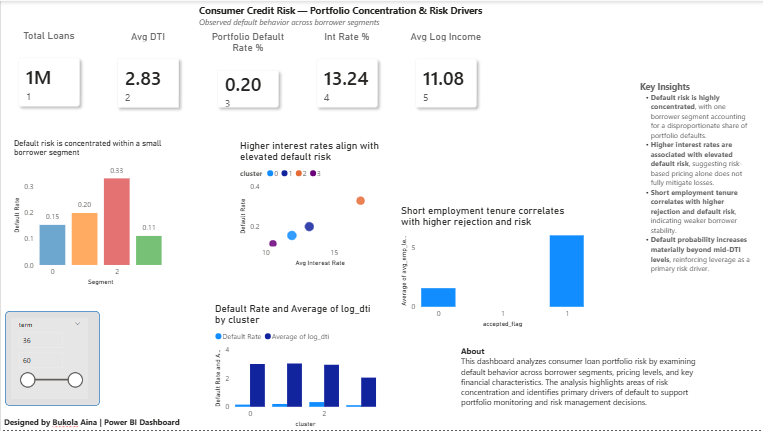 Consumer Credit Risk — Portfolio Concentration & Risk Drivers
Observed default behavior across borrower segments
Total Loans
1M
1
Avg DTI
2.83
2
Portfolio Default
Rate %
0.20
3
Int Rate %
13.24
4
Avg Log Income
11.08
5
Key Insights
• Default risk is highly
concentrated, with one
borrower segment accounting
for a disproportionate share of
portfolio defaults.
• Higher interest rates are
associated with elevated
default risk, suggesting risk-
based pricing alone does not
fully mitigate losses.
• Short employment tenure
correlates with higher
rejection and default risk,
indicating weaker borrower
stability.
• Default probability increases
materially beyond mid-DTI
levels, reinforcing leverage as a
primary risk driver.
Default risk is concentrated within a small
borrower segment
Default Rate
0.3
0.2
0.1
0.0
0.15
0.20
0.33
0.11
0
2
Segment
Higher interest rates align with
elevated default risk
cluster 0 1 2 3
Default Rate
0.4
0.2
10
15
Avg Interest Rate
Short employment tenure correlates
with higher rejection and risk
Average of avg_emp_le...
5
0
0
1
1
accepted_flag
term
36
60
Default Rate and Average of log_dti
by cluster
Default Rate Average of log_dti
Default Rate and A...
4
2
0
0
2
cluster
About
This dashboard analyzes consumer loan portfolio risk by examining
default behavior across borrower segments, pricing levels, and key
financial characteristics. The analysis highlights areas of risk
concentration and identifies primary drivers of default to support
portfolio monitoring and risk management decisions.
Designed by Bukola Aina | Power BI Dashboard